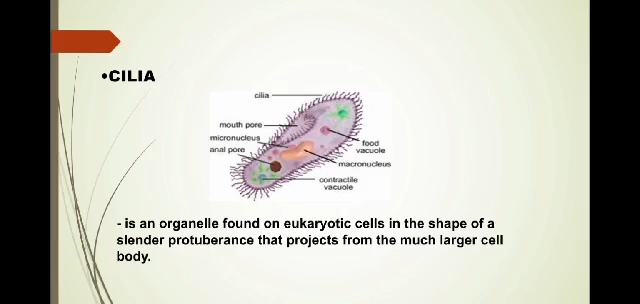 •CILIA
cilia
mouth pore
micronucleus
anal pore
food
vacuole
macronucleus
contractile
vacuole
- is an organelle found on eukaryotic cells in the shape of a
slender protuberance that projects from the much larger cell
body.